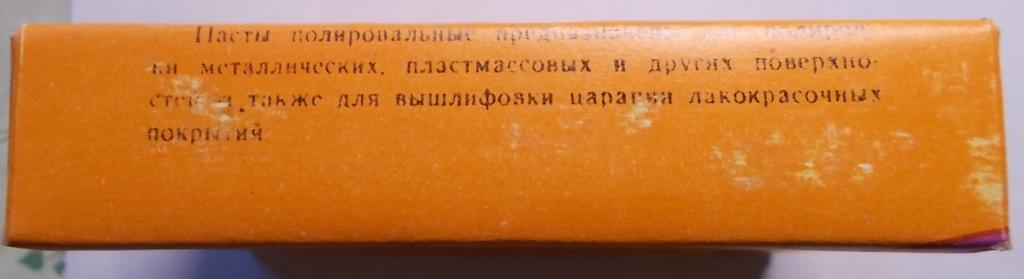 Пасты полировальные предназначены для полиров-
ки металлических, пластмассовых и других поверхно-
стей а также для вышлифовки царапин лакокрасочных
покрытий